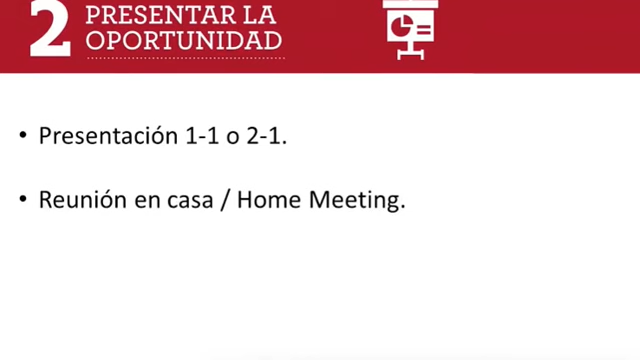 2
PRESENTAR LA
OPORTUNIDAD
• Presentación 1-1 o 2-1.
• Reunión en casa / Home Meeting.